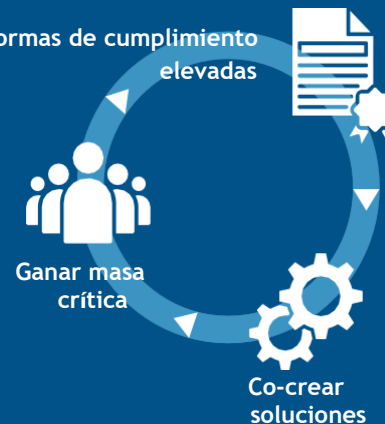 ormas de cumplimiento
elevadas
Ganar masa
crítica
Co-crear
soluciones